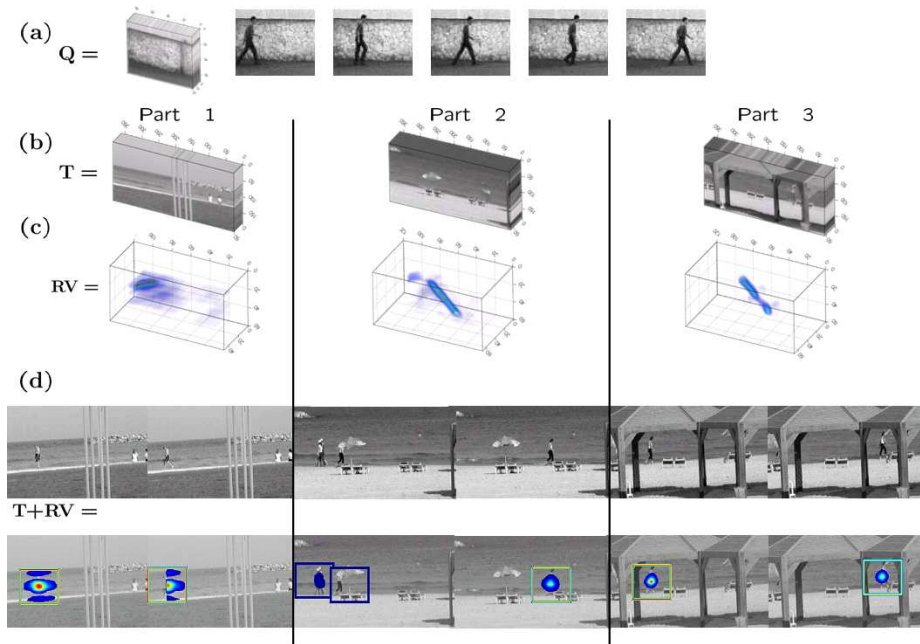 (a)
Q =
Part 1 Part 2 Part 3
(b)
T =
(c)
RV =
(d)
T+RV =